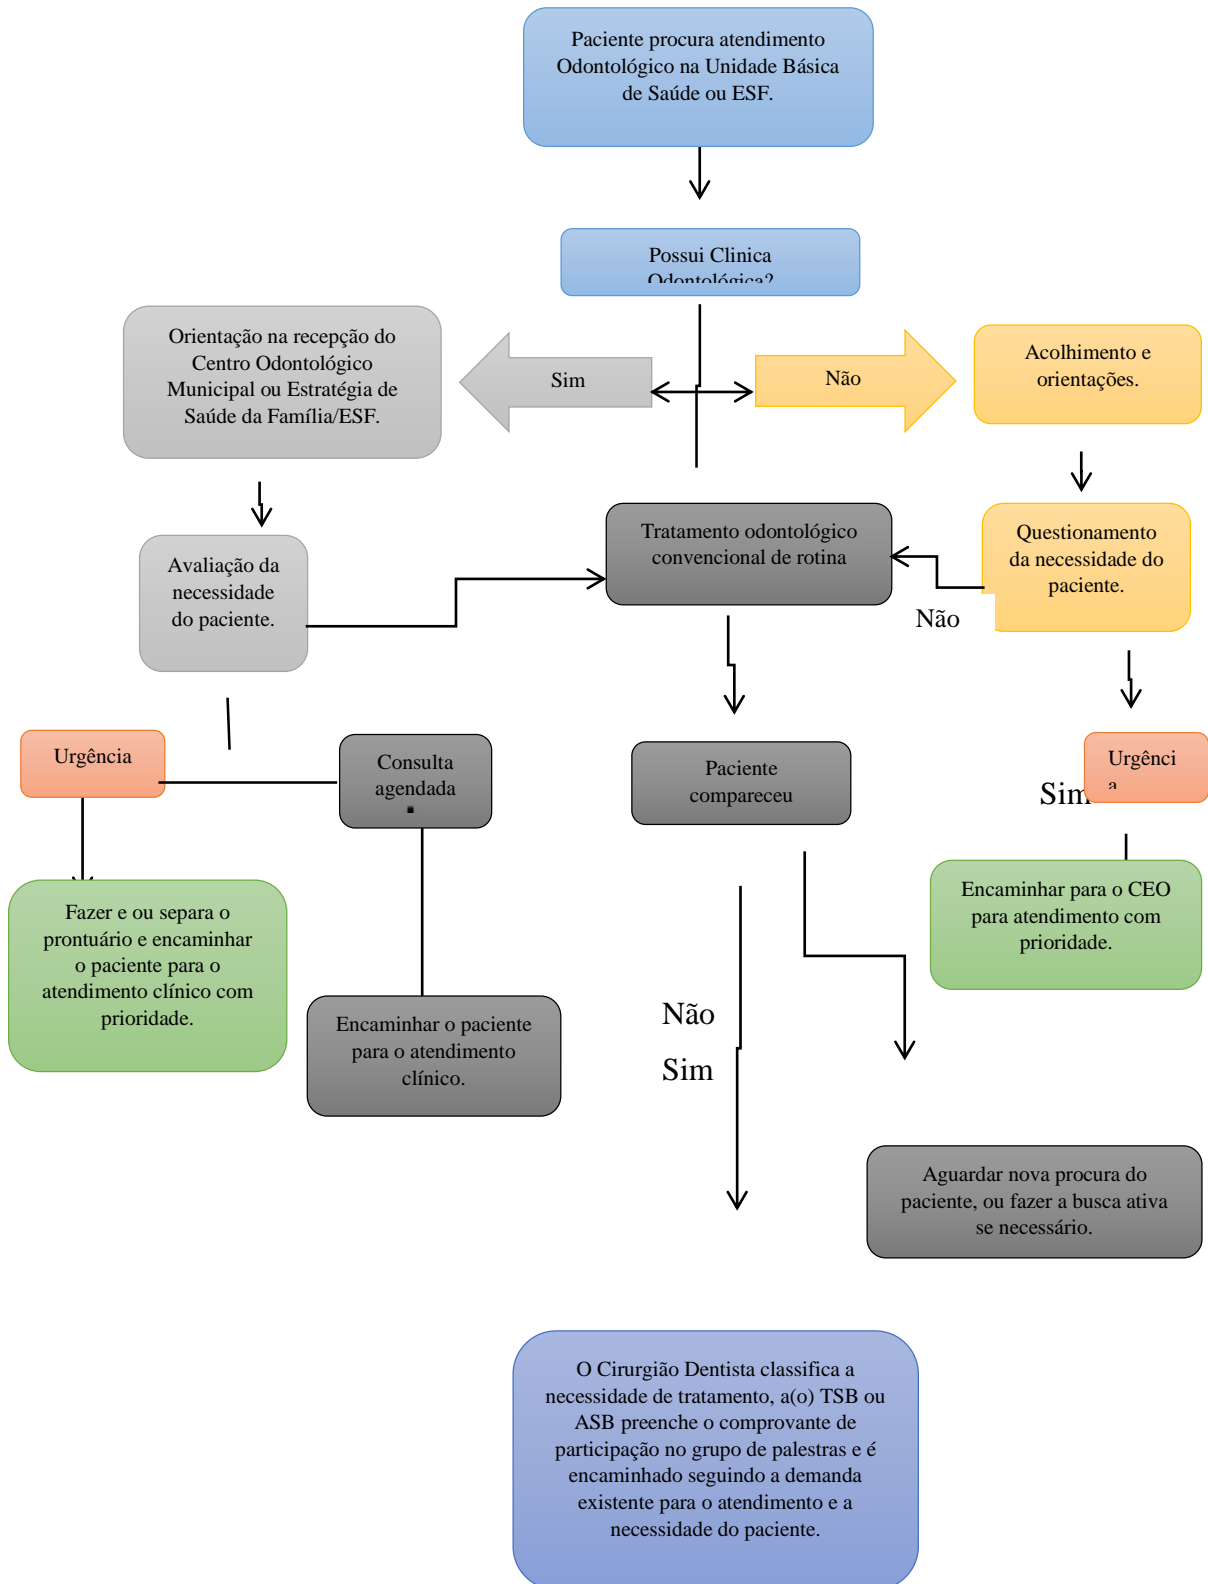 Paciente procura atendimento
Odontológico na Unidade Básica
de Saúde ou ESF.
Possui Clinica
Odontológica?
Orientação na recepção do
Centro Odontológico
Municipal ou Estratégia de
Saúde da Família/ESF.
Sim
Não
Acolhimento e
orientações.
Avaliação da
necessidade
do paciente.
Tratamento odontológico
convencional de rotina
Questionamento
da necessidade do
paciente.
Não
Urgência
Consulta
agendada
Paciente
compareceu
Urgênci
a
Sim
Fazer e ou separa o
prontuário e encaminhar
o paciente para o
atendimento clínico com
prioridade.
Encaminhar o paciente
para o atendimento
clínico.
Não
Sim
Encaminhar para o CEO
para atendimento com
prioridade.
Aguardar nova procura do
paciente, ou fazer a busca ativa
se necessário.
O Cirurgião Dentista classifica a
necessidade de tratamento, a(o) TSB ou
ASB preenche o comprovante de
participação no grupo de palestras e é
encaminhado seguindo a demanda
existente para o atendimento e a
necessidade do paciente.